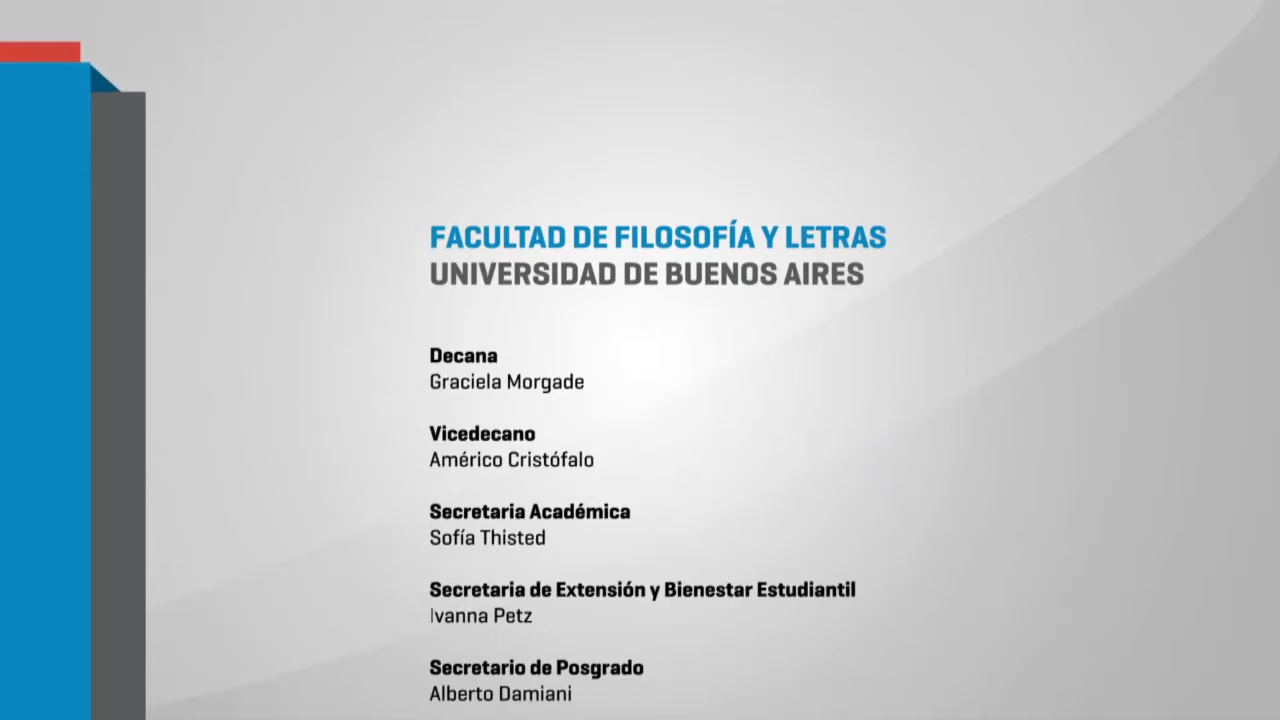 FACULTAD DE FILOSOFÍA Y LETRAS
UNIVERSIDAD DE BUENOS AIRES
Decana
Graciela Morgade
Vicedecano
Américo Cristófalo
Secretaria Académica
Sofía Thisted
Secretaria de Extensión y Bienestar Estudiantil
Ivanna Petz
Secretario de Posgrado
Alberto Damiani